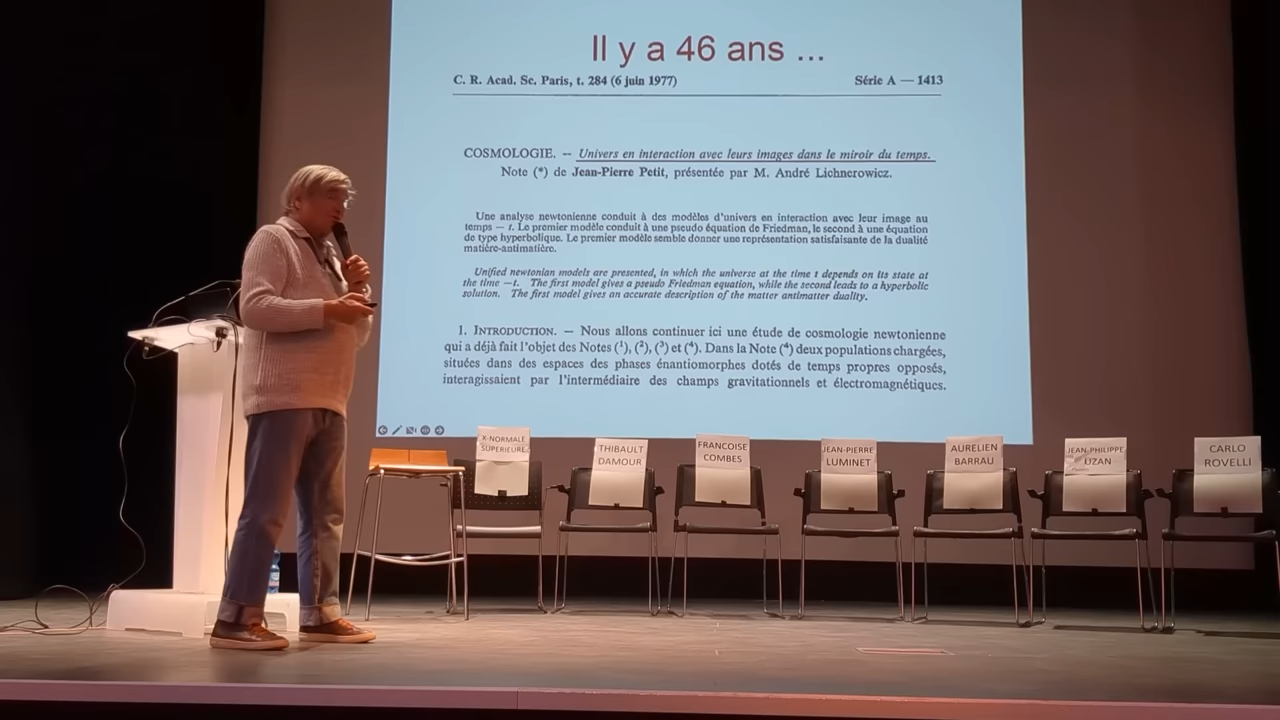 Il y a 46 ans ...
C. R. Acad. Sc. Paris, t. 284 (6 juin 1977)
Série A — 1413
COSMOLOGIE. — Univers en interaction avec leurs images dans le miroir du temps.
Note (*) de Jean-Pierre Petit, présentée par M. André Lichnerowicz.
Une analyse newtonienne conduit à des modèles d'univers en interaction avec leur image au
temps — t. Le premier modèle conduit à une pseudo équation de Friedman, le second à une équation
de type hyperbolique. Le premier modèle semble donner une représentation satisfaisante de la dualité
matière-antimatière.
Unified newtonian models are presented, in which the universe at the time t depends on its state at
the time —t. The first model gives a pseudo Friedman equation, while the second leads to a hyperbolic
solution. The first model gives an accurate description of the matter antimatter duality.
1. INTRODUCTION. — Nous allons continuer ici une étude de cosmologie newtonienne
qui a déjà fait l'objet des Notes (1), (2), (3) et (4). Dans la Note (4) deux populations chargées,
situées dans des espaces des phases énantiomorphes dotés de temps propres opposés,
interagissaient par l'intermédiaire des champs gravitationnels et électromagnétiques.
X-NORMALE
SUPERIEURE
THIBAULT
DAMOUR
FRANCOISE
COMBES
JEAN-PIERRE
LUMINET
AURELIEN
BARRAU
JEAN-PHILIPPE
UZAN
CARLO
ROVELLI